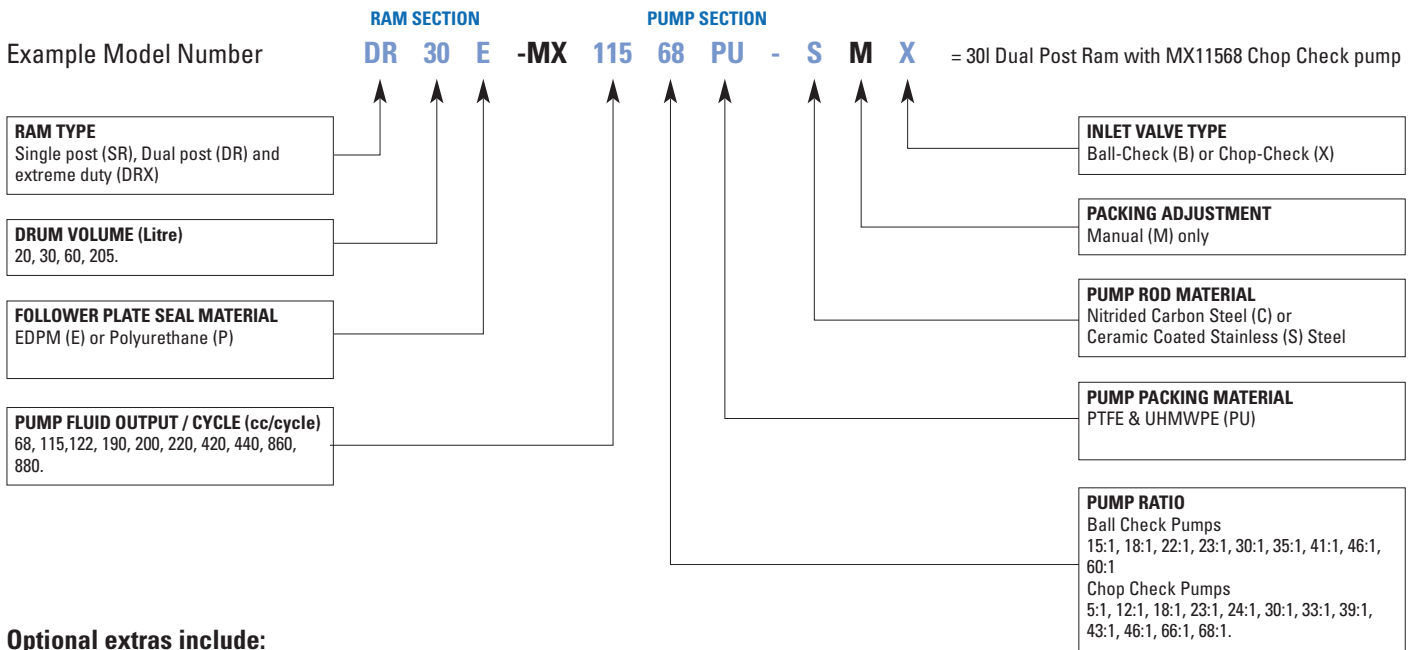 RAM SECTION PUMP SECTION
Example Model Number DR 30 E -MX 115 68 PU - S M X = 30l Dual Post Ram with MX11568 Chop Check pump
RAM TYPE
Single post (SR), Dual post (DR) and
extreme duty (DRX)
DRUM VOLUME (Litre)
20, 30, 60, 205.
FOLLOWER PLATE SEAL MATERIAL
EDPM (E) or Polyurethane (P)
PUMP FLUID OUTPUT / CYCLE (cc/cycle)
68, 115,122, 190, 200, 220, 420, 440, 860,
880.
INLET VALVE TYPE
Ball-Check (B) or Chop-Check (X)
PACKING ADJUSTMENT
Manual (M) only
PUMP ROD MATERIAL
Nitrided Carbon Steel (C) or
Ceramic Coated Stainless (S) Steel
PUMP PACKING MATERIAL
PTFE & UHMWPE (PU)
PUMP RATIO
Ball Check Pumps
15:1, 18:1, 22:1, 23:1, 30:1, 35:1, 41:1, 46:1,
60:1
Chop Check Pumps
5:1, 12:1, 18:1, 23:1, 24:1, 30:1, 33:1, 39:1,
43:1, 46:1, 66:1, 68:1.
Optional extras include: